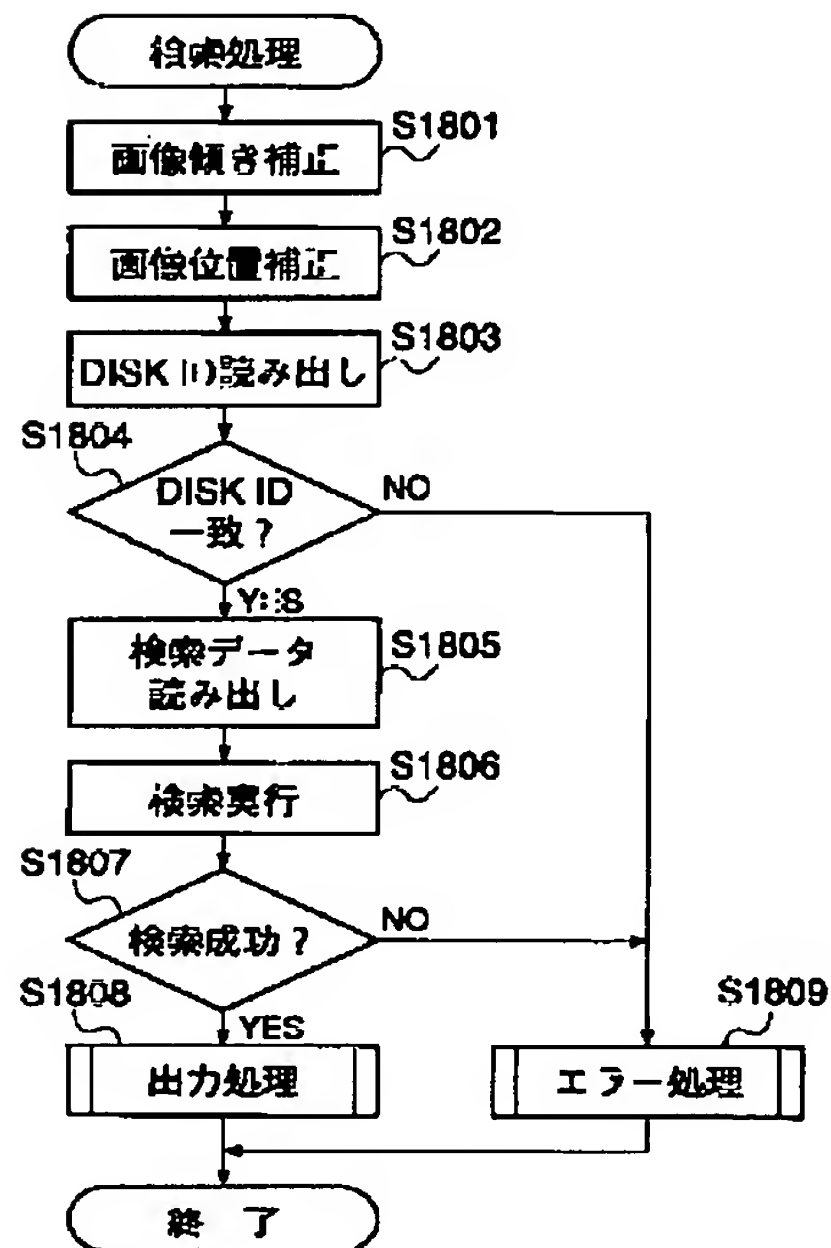 検索処理
S1801
画像傾き補正
S1802
画像位置補正
S1803
DISK ID読み出し
S1804
DISK ID
一致？
NO
YES
S1805
検索データ
読み出し
S1806
検索実行
S1807
検索成功？
NO
S1808
YES
出力処理
S1809
エラー処理
終 了